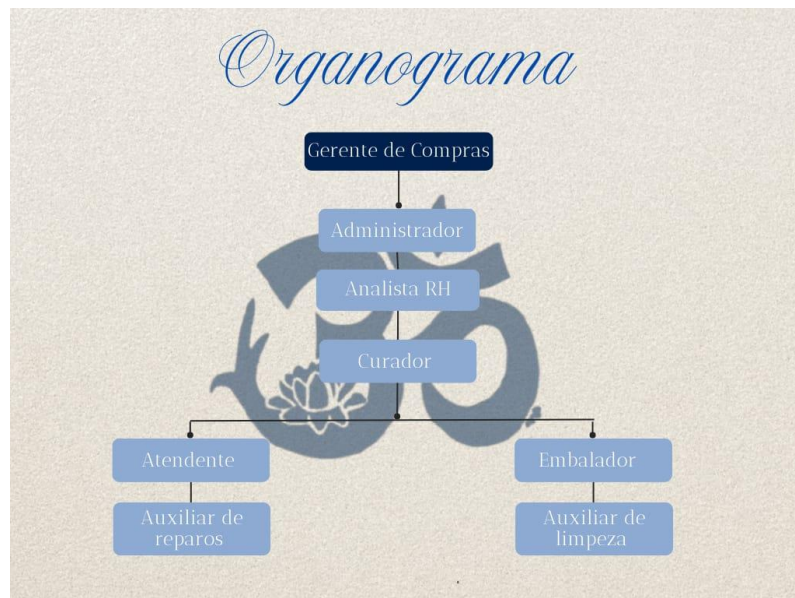 Organograma
Gerente de Compras
Administrador
Analista RH
Curador
Atendente
Embalador
Auxiliar de
reparos
Auxiliar de
limpeza